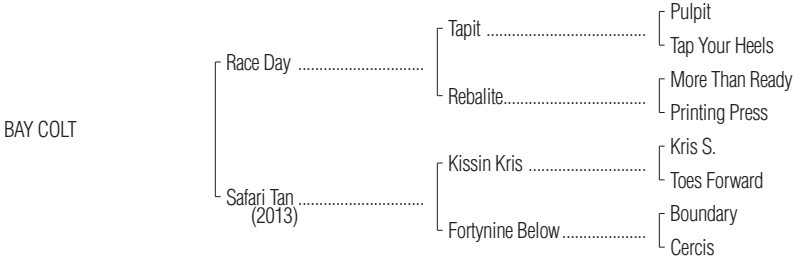 Pulpit
Tapit
Tap Your Heels
Race Day
More Than Ready
Rebalite
Printing Press
BAY COLT
Kris S.
Kissin Kris
Toes Forward
Safari Tan
(2013)
Boundary
Fortynine Below
Cercis